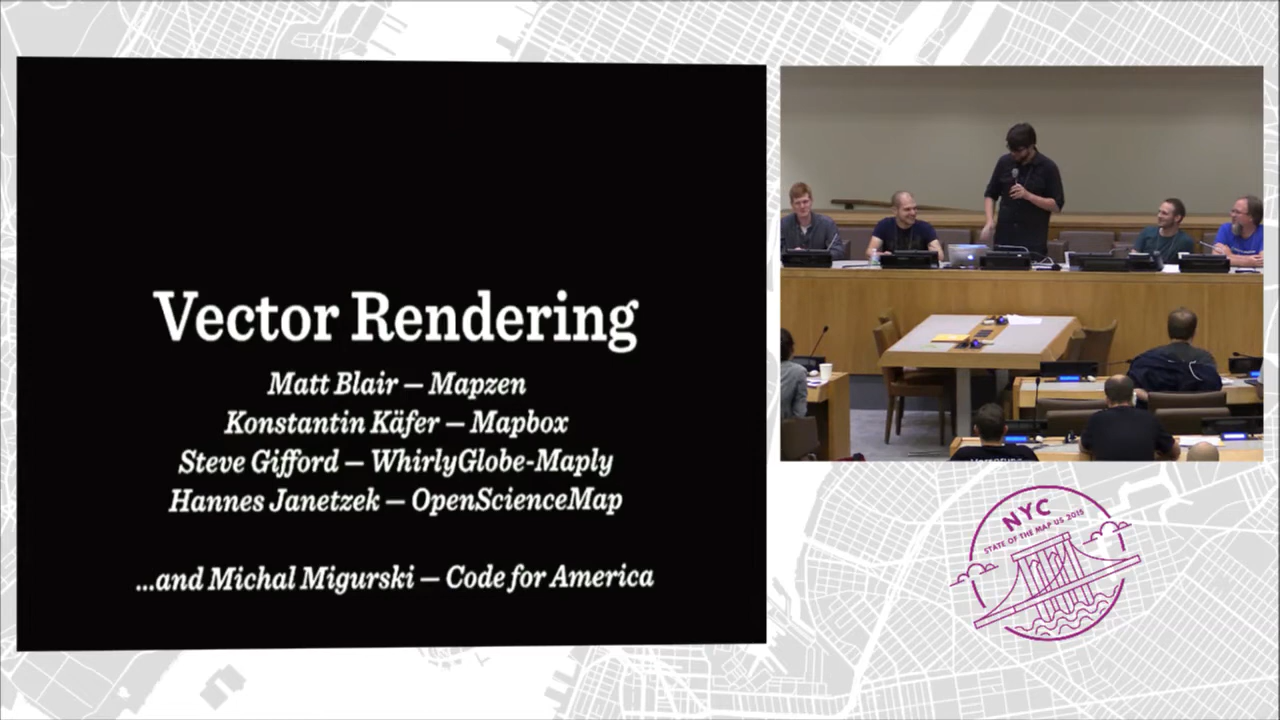 Vector Rendering
Matt Blair – Mapzen
Konstantin Käfer – Mapbox
Steve Gifford – WhirlyGlobe-Maply
Hannes Janetzek – OpenScienceMap
...and Michal Migurski – Code for America
NYC
STATE OF THE MAP US 2015